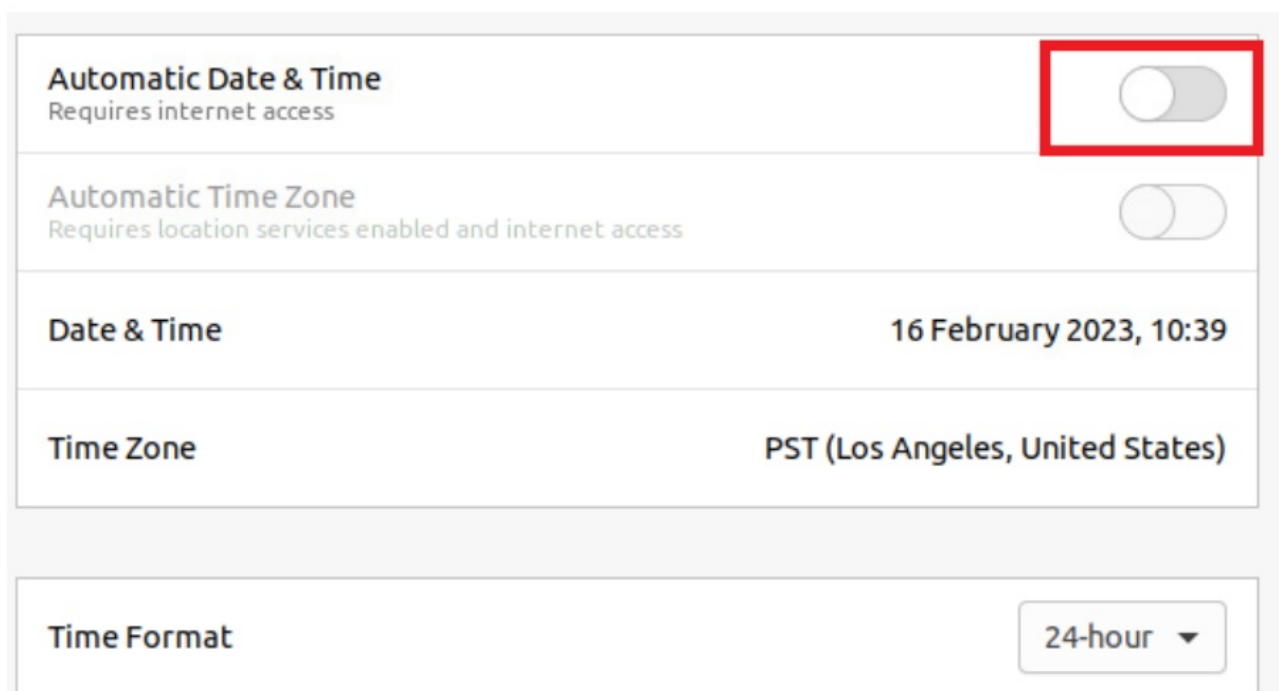 Automatic Date & Time
Requires internet access
Automatic Time Zone
Requires location services enabled and internet access
Date & Time 16 February 2023, 10:39
Time Zone PST (Los Angeles, United States)
Time Format 24-hour